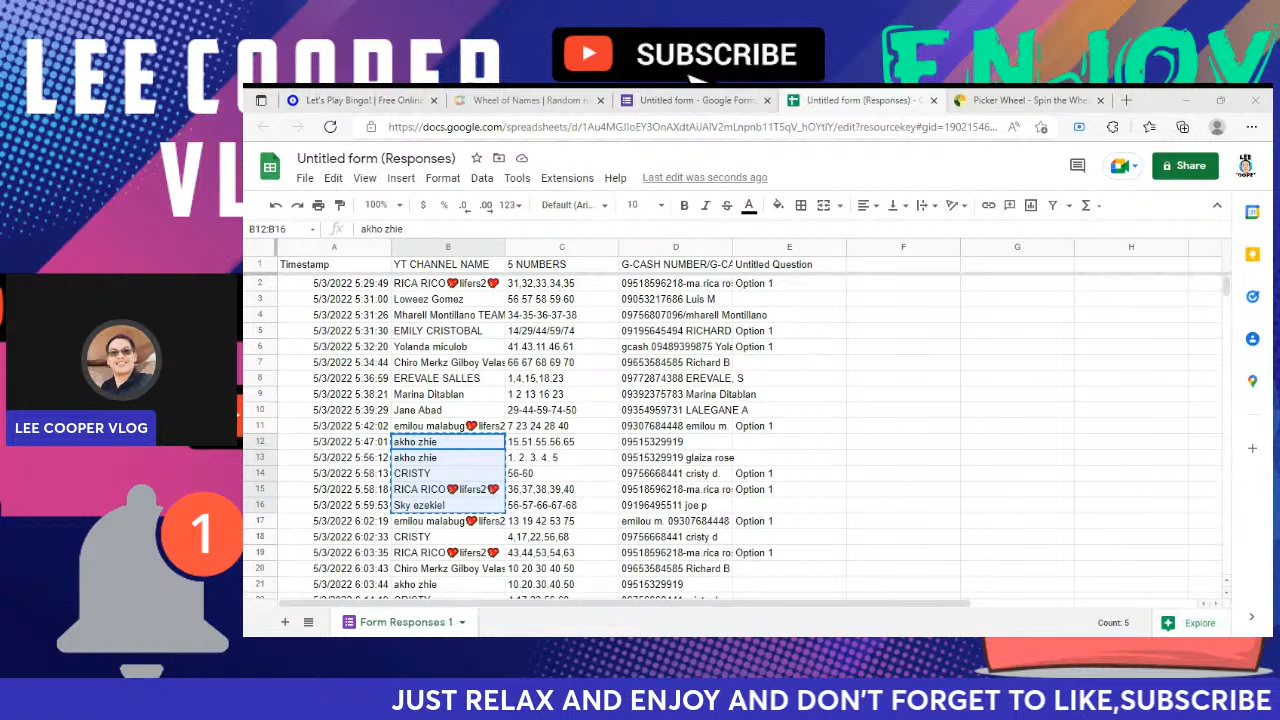 LEE COOPER
VL
SUBSCRIBE
ENJOY
Let's Play Bingo! | Free Onlin
Wheel of Names | Random n
Untitled form - Google Form
Untitled form (Responses) - G
Picker Wheel - Spin the Whe
Untitled form (Responses)
File Edit View Insert Format Data Tools Extensions Help Last edit was seconds ago
Share
100% $ % .0 .00 123 Default (Ari... 10 B I S A
B12:B16 fx akho zhie
A B C D E F G H
1 Timestamp YT CHANNEL NAME 5 NUMBERS G-CASH NUMBER/G-CA Untitled Question
2 5/3/2022 5:29:49 RICA RICO💖lifers2💖 31,32,33,34,35 09518596218-ma.rica ro Option 1
3 5/3/2022 5:31:00 Loweez Gomez 56 57 58 59 60 09053217686 Luis M
4 5/3/2022 5:31:26 Mharell Montillano TEAM 34-35-36-37-38 09756807096/mharell Montillano
5 5/3/2022 5:31:30 EMILY CRISTOBAL 14/29/44/59/74 09195645494 RICHARD Option 1
6 5/3/2022 5:32:20 Yolanda miculob 41.43.11.46.61 gcash 09489399875 Yola Option 1
7 5/3/2022 5:34:44 Chiro Merkz Gilboy Velas 66 67 68 69 70 09653584185 Richard B
8 5/3/2022 5:36:59 EREVALE SALLES 1,4,15,18,23 09772874388 EREVALE, S
9 5/3/2022 5:38:21 Marina Ditablan 1 2 13 16 23 09392375783 Marina Ditablan
10 5/3/2022 5:39:29 Jane Abad 29-44-59-74-50 09354959731 LALEGANE A
11 5/3/2022 5:42:02 emilou malabug💖lifers2 7 23 24 28 40 09307684448 emilou m. Option 1
12 5/3/2022 5:47:01 akho zhie 15 51.55.56.65 09515329919
13 5/3/2022 5:56:12 akho zhie 1. 2. 3. 4. 5 09515329919 glaiza rose
14 5/3/2022 5:58:13 CRISTY 56-60 09756668441 cristy d. Option 1
15 5/3/2022 5:58:18 RICA RICO💖lifers2💖 36,37,38,39,40 09518596218-ma.rica ro Option 1
16 5/3/2022 5:59:53 Sky ezekiel 56-57-66-67-68 09196495511 joe p
17 5/3/2022 6:02:19 emilou malabug💖lifers2 13 19 42 53 75 emilou m. 09307684448 Option 1
18 5/3/2022 6:02:33 CRISTY 4,17,22,56,68 09756668441 cristy d
19 5/3/2022 6:03:35 RICA RICO💖lifers2💖 43,44,53,54,63 09518596218-ma.rica ro Option 1
20 5/3/2022 6:03:43 Chiro Merkz Gilboy Velas 10 20 30 40 50 09653584185 Richard B
21 5/3/2022 6:03:44 akho zhie 10.20.30.40.50 09515329919
Form Responses 1
Count: 5
Explore
LEE COOPER VLOG
1
JUST RELAX AND ENJOY AND DON'T FORGET TO LIKE,SUBSCRIBE